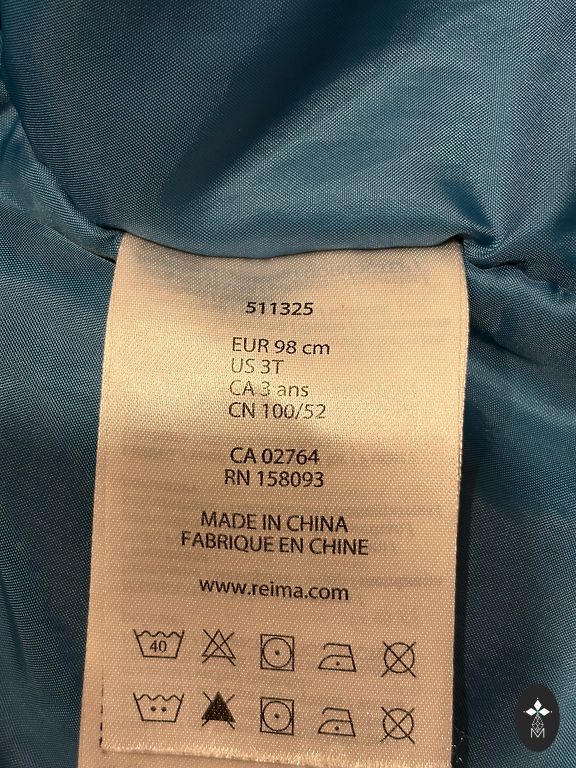 511325
EUR 98 cm
US 3T
CA 3 ans
CN 100/52
CA 02764
RN 158093
MADE IN CHINA
FABRIQUE EN CHINE
www.reima.com
40
M